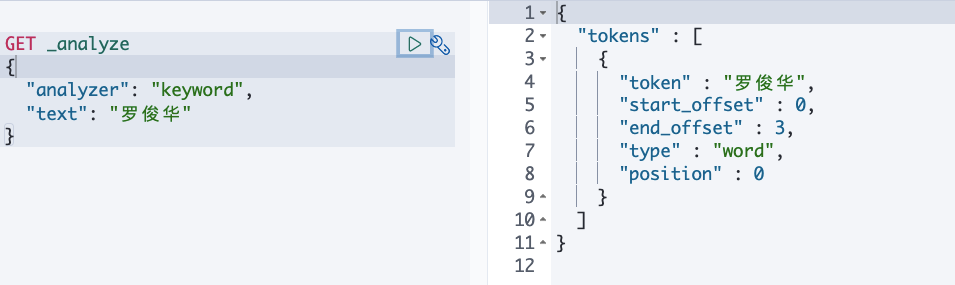 GET _analyze
{
  "analyzer": "keyword",
  "text": "罗俊华"
}
1 {
2   "tokens" : [
3     {
4       "token" : "罗俊华",
5       "start_offset" : 0,
6       "end_offset" : 3,
7       "type" : "word",
8       "position" : 0
9     }
10   ]
11 }
12